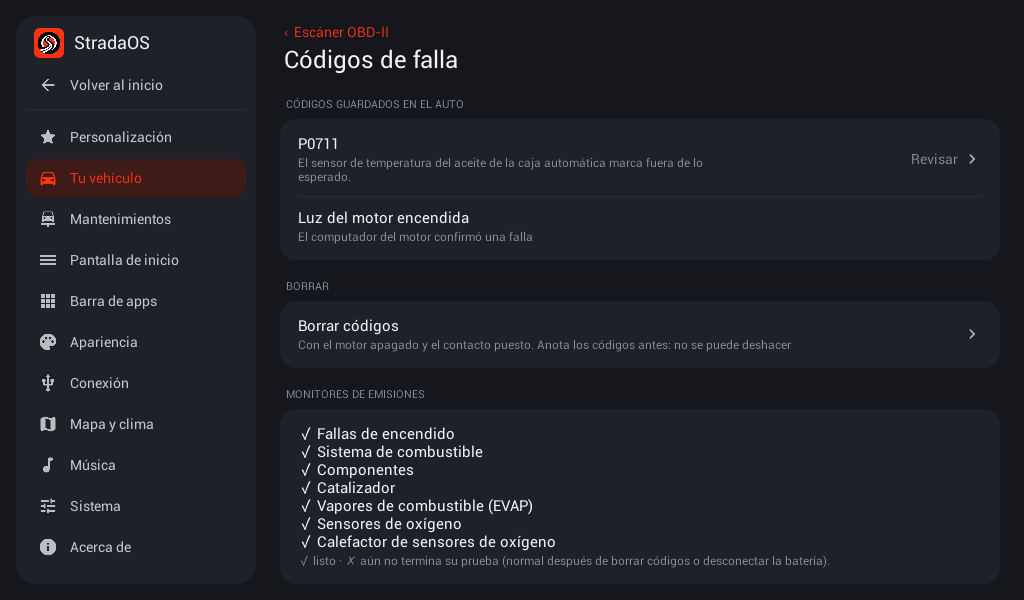 StradaOS
Volver al inicio
Personalización
Tu vehículo
Mantenimientos
Pantalla de inicio
Barra de apps
Apariencia
Conexión
Mapa y clima
Música
Sistema
Acerca de
‹ Escáner OBD-II
Códigos de falla
CÓDIGOS GUARDADOS EN EL AUTO
P0711
El sensor de temperatura del aceite de la caja automática marca fuera de lo
esperado.
Revisar
Luz del motor encendida
El computador del motor confirmó una falla
BORRAR
Borrar códigos
Con el motor apagado y el contacto puesto. Anota los códigos antes: no se puede deshacer
MONITORES DE EMISIONES
✓ Fallas de encendido
✓ Sistema de combustible
✓ Componentes
✓ Catalizador
✓ Vapores de combustible (EVAP)
✓ Sensores de oxígeno
✓ Calefactor de sensores de oxígeno
✓ listo · ✗ aún no termina su prueba (normal después de borrar códigos o desconectar la batería).